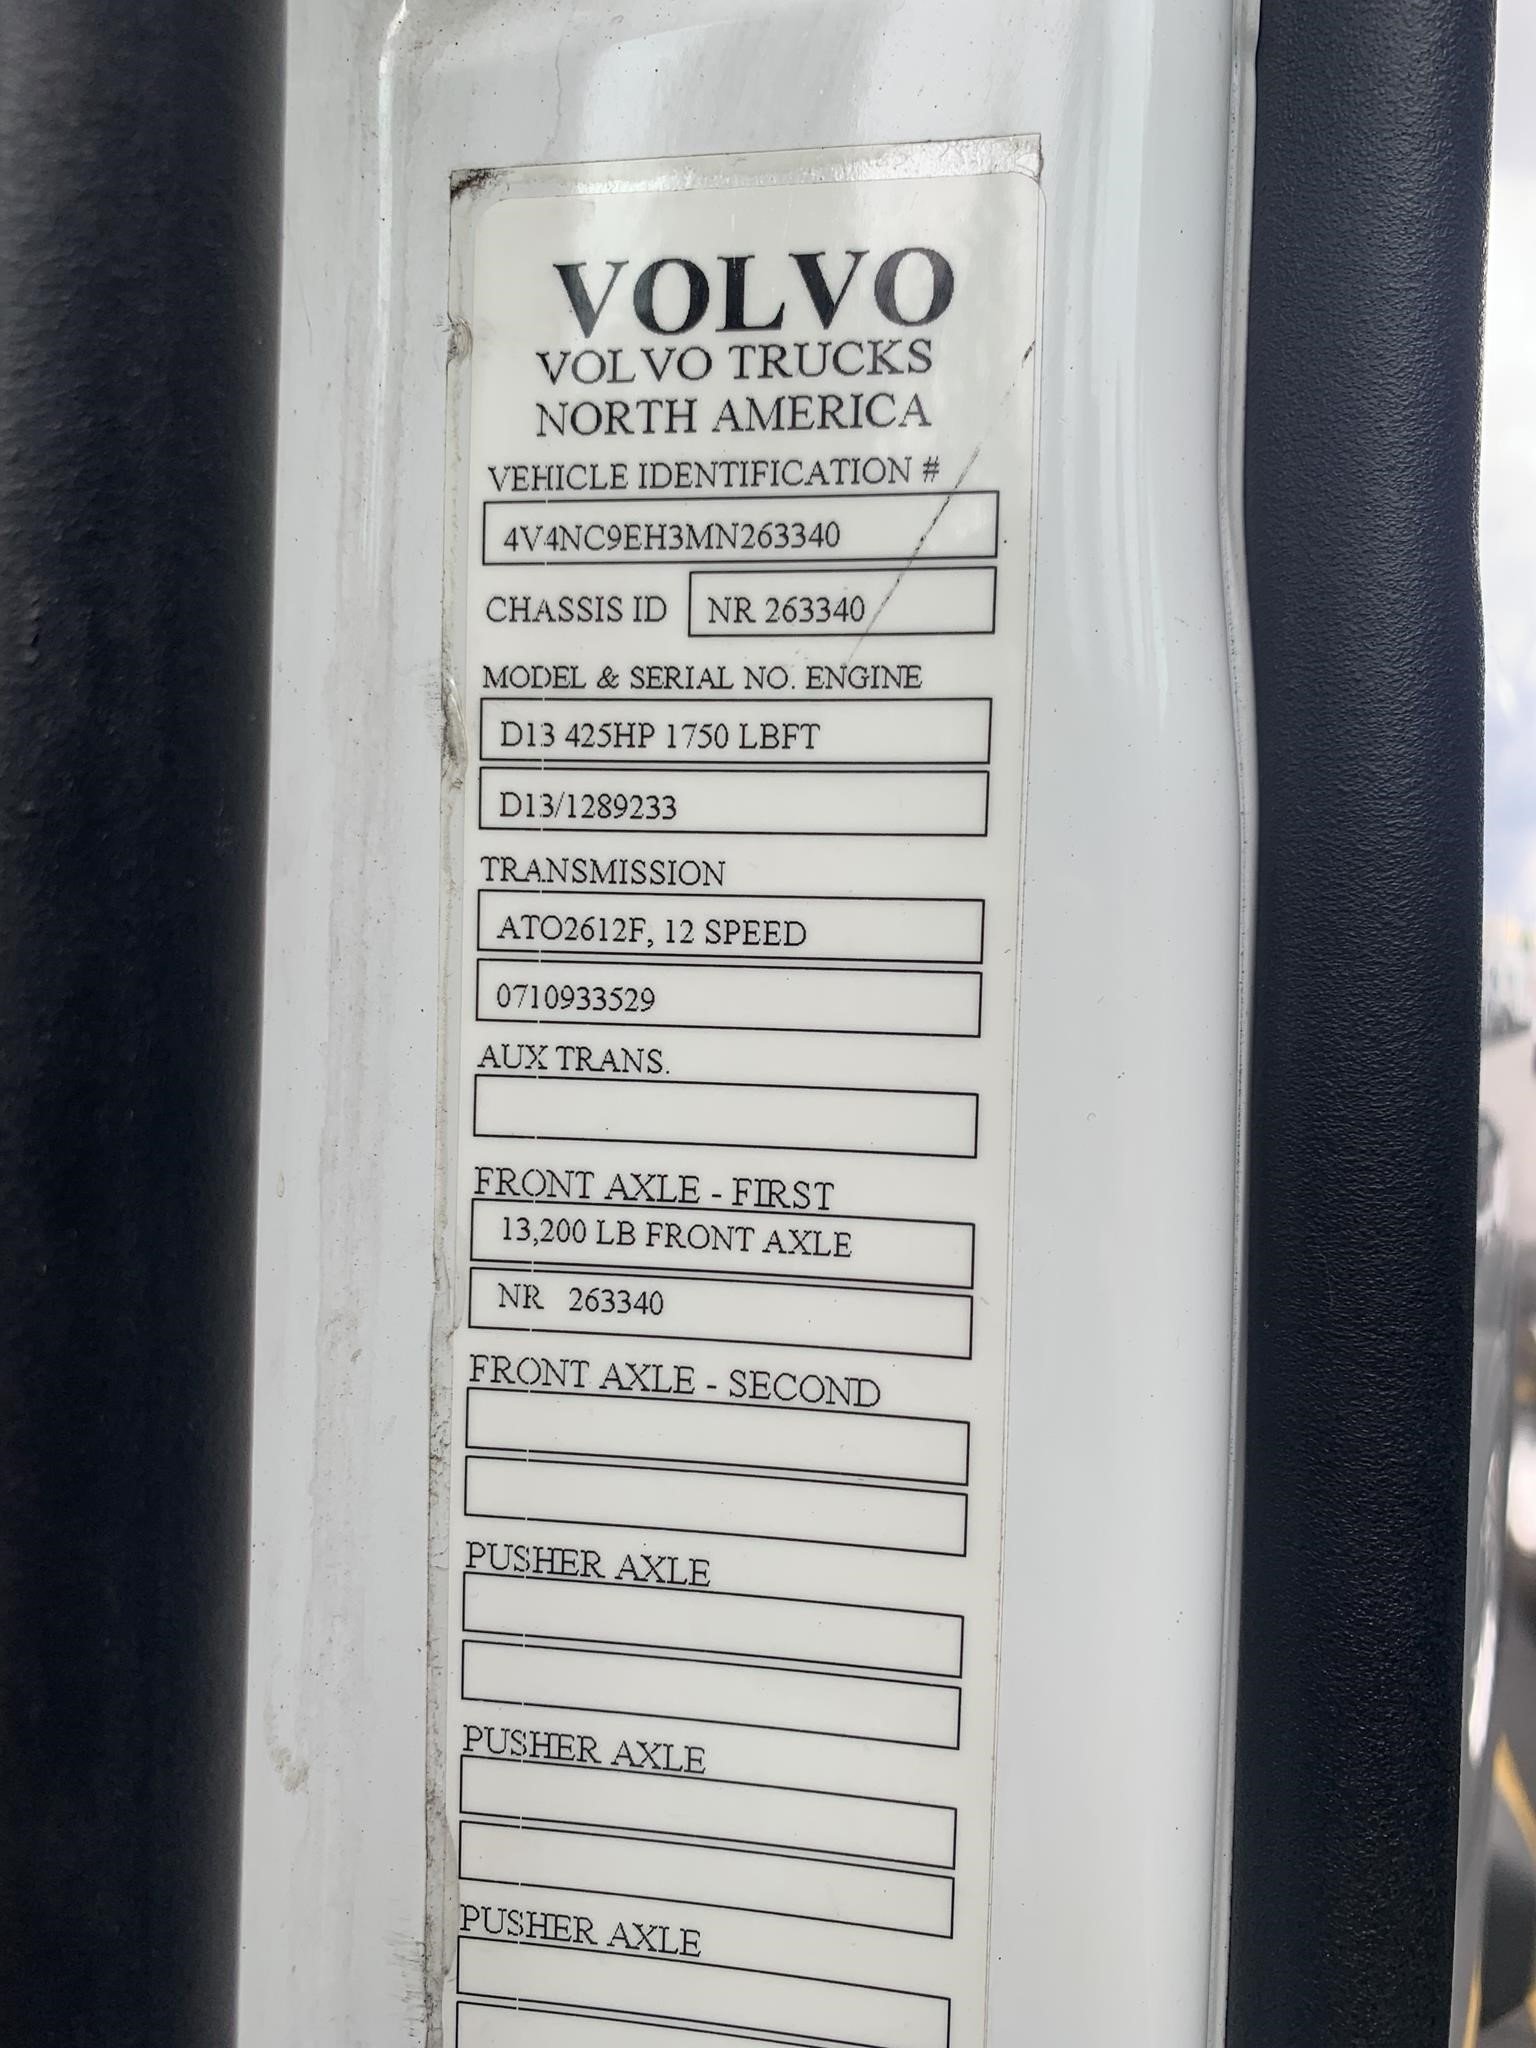 VOLVO
VOLVO TRUCKS
NORTH AMERICA
VEHICLE IDENTIFICATION #
4V4NC9EH3MN263340
CHASSIS ID NR 263340
MODEL & SERIAL NO. ENGINE
D13 425HP 1750 LBFT
D13/1289233
TRANSMISSION
ATO2612F, 12 SPEED
0710933529
AUX TRANS.
FRONT AXLE - FIRST
13,200 LB FRONT AXLE
NR 263340
FRONT AXLE - SECOND
PUSHER AXLE
PUSHER AXLE
PUSHER AXLE